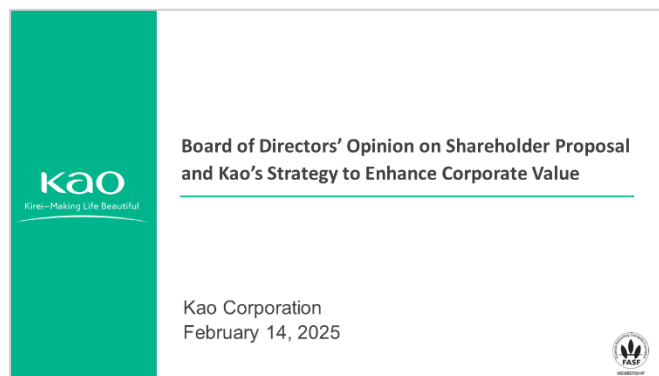 Board of Directors' Opinion on Shareholder Proposal
and Kao's Strategy to Enhance Corporate Value
Kao
Kirei—Making Life Beautiful
Kao Corporation
February 14, 2025
FASF
MEMBERSHIP